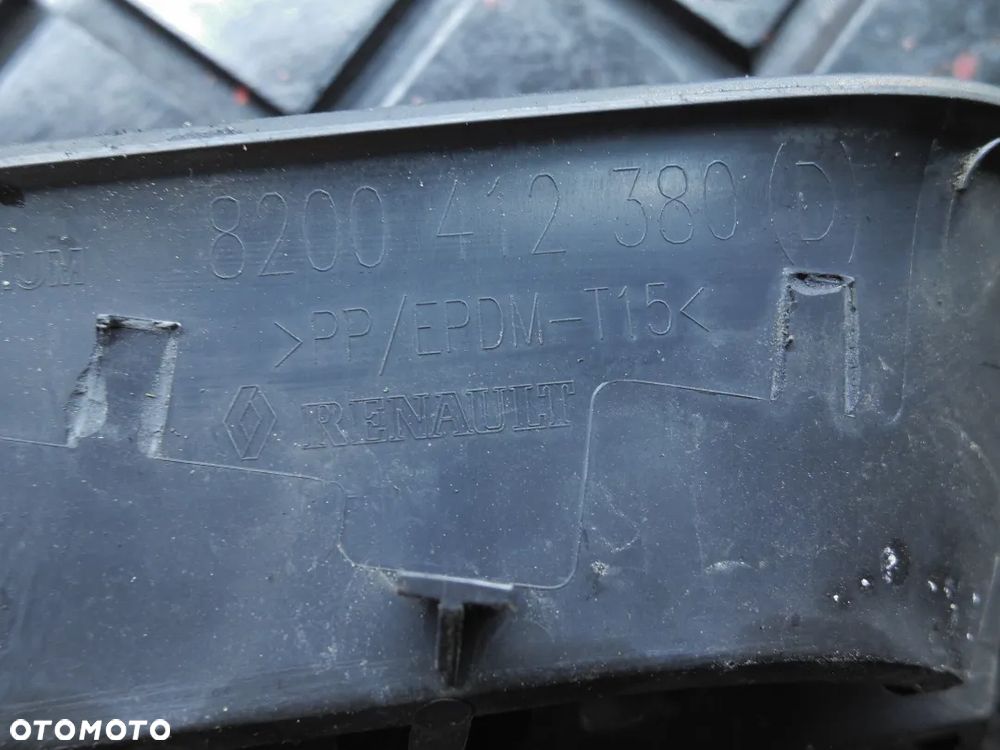 8200 412 380 (D)
>PP/EPDM-T15<
RENAULT
OTOMOTO